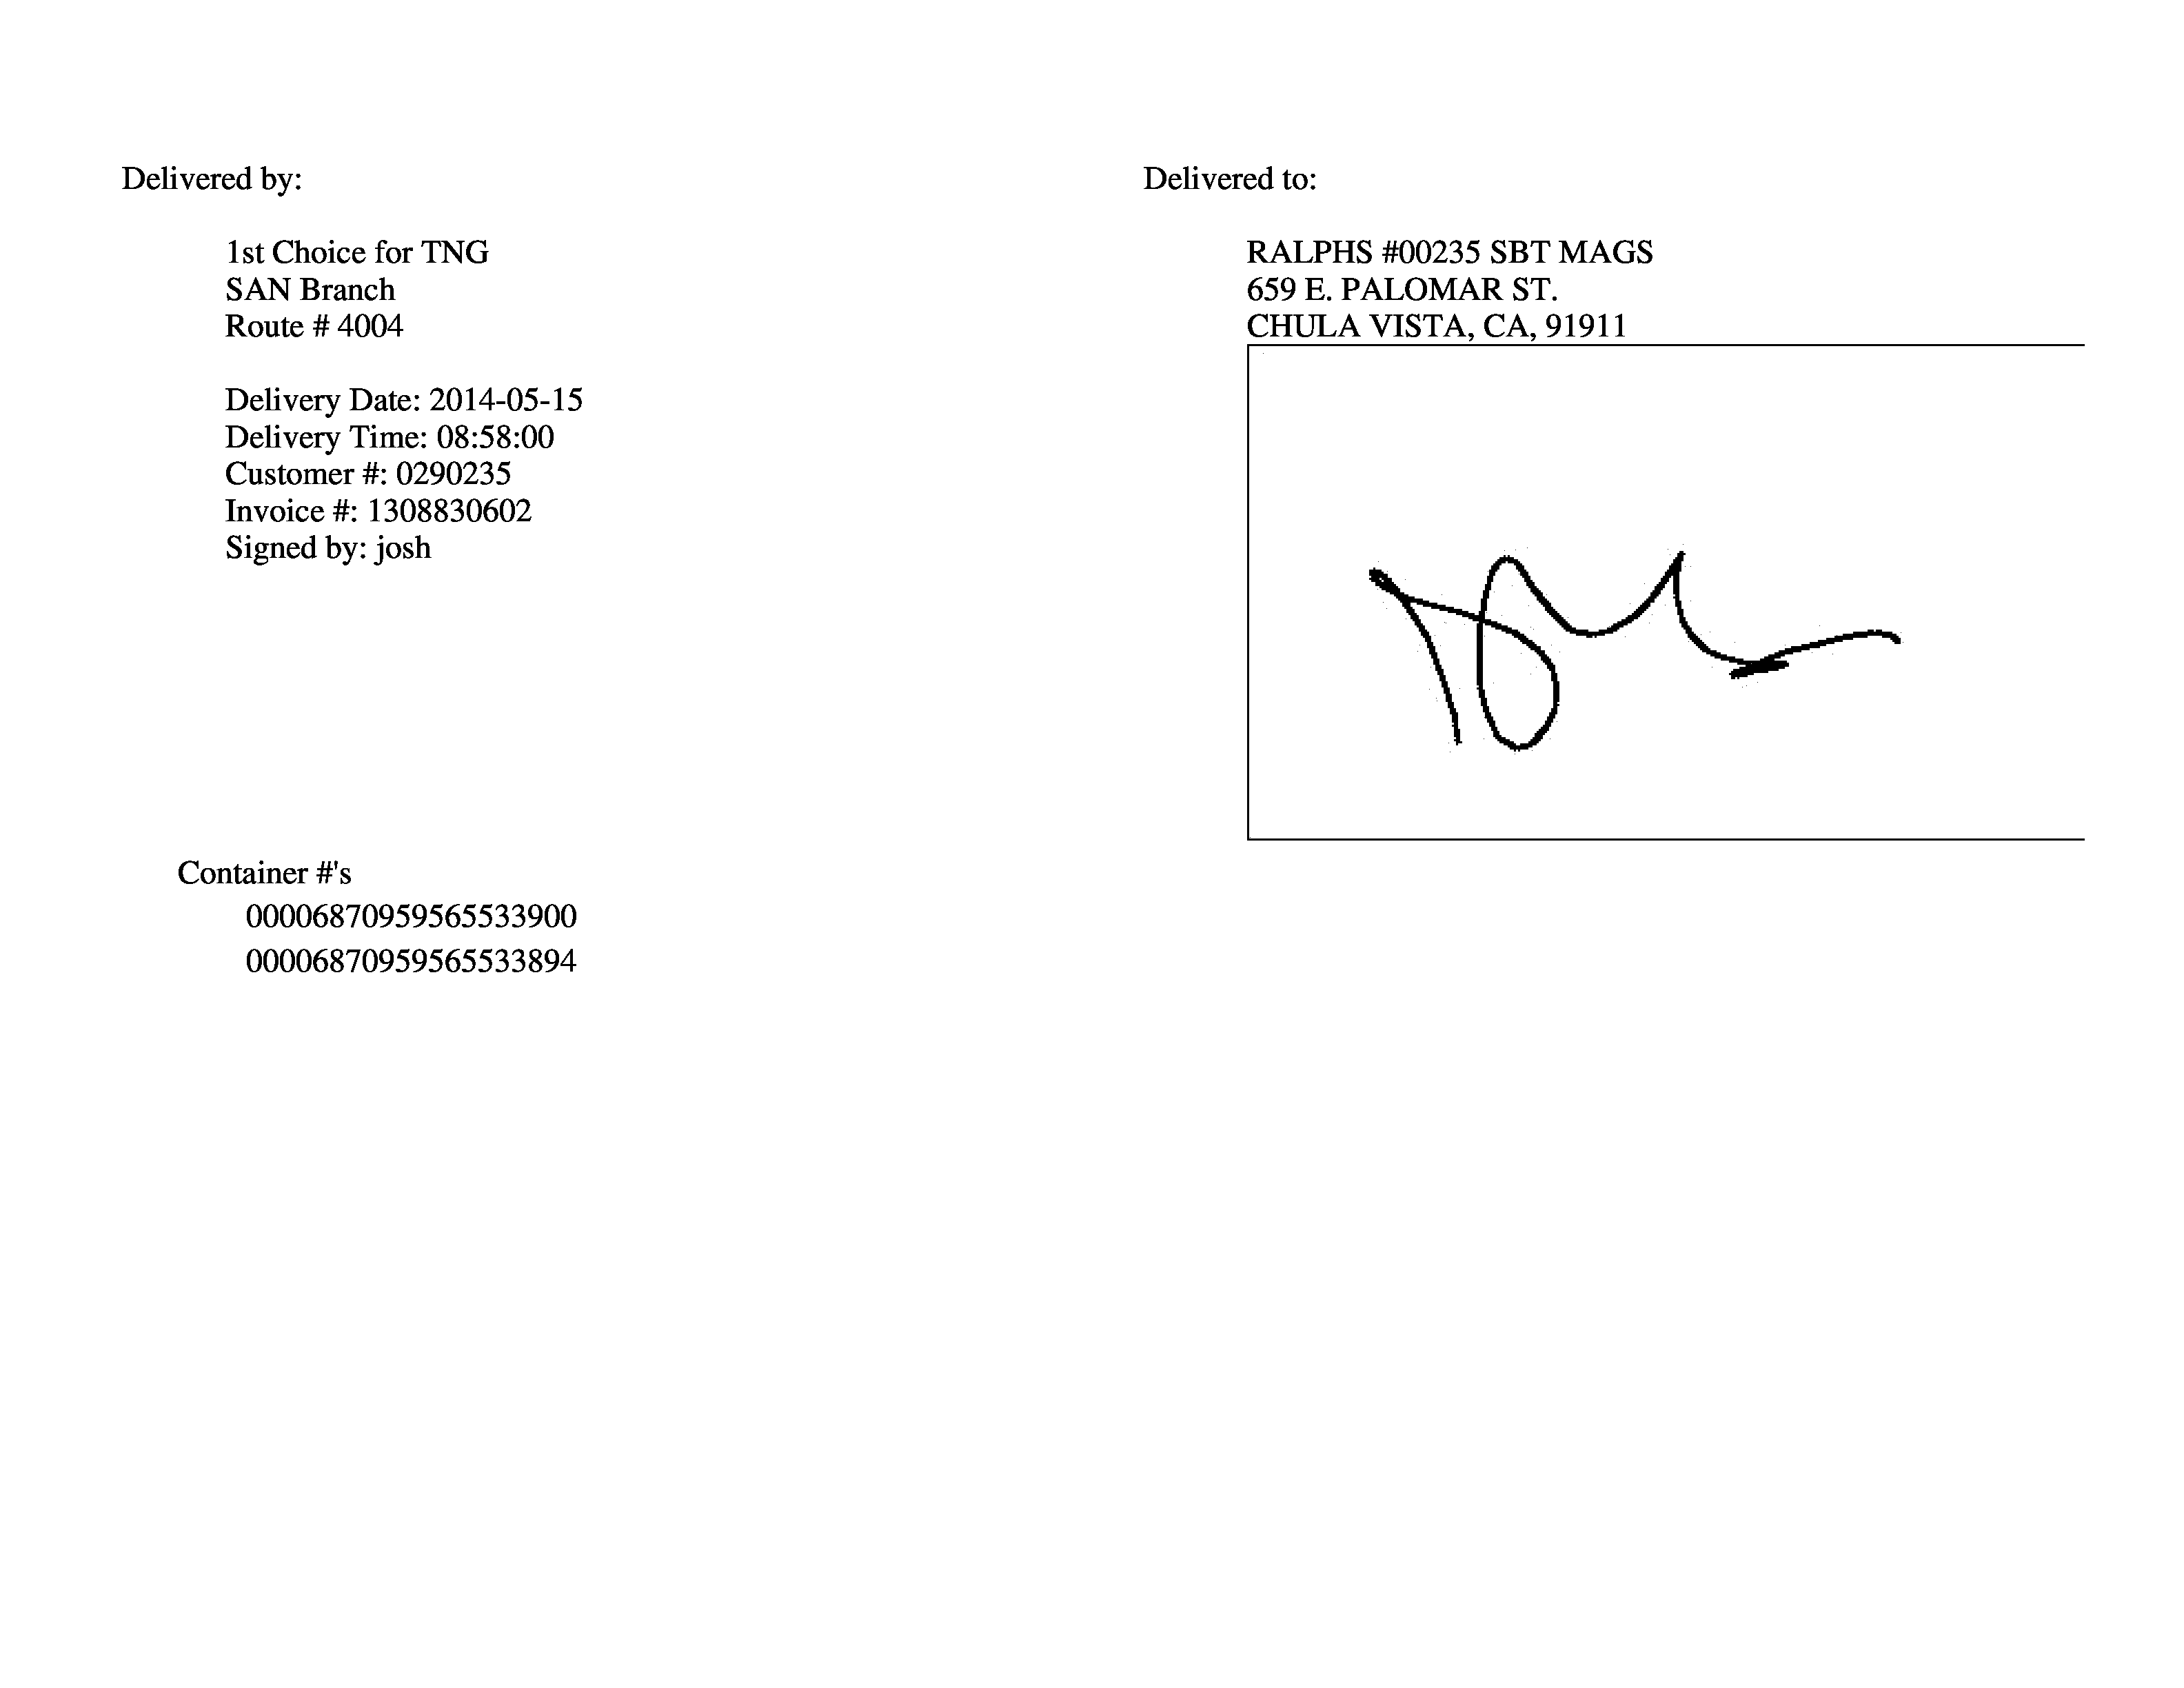 Delivered by:
1st Choice for TNG
SAN Branch
Route # 4004
Delivery Date: 2014-05-15
Delivery Time: 08:58:00
Customer #: 0290235
Invoice #: 1308830602
Signed by: josh
Delivered to:
RALPHS #00235 SBT MAGS
659 E. PALOMAR ST.
CHULA VISTA, CA, 91911
Container #'s
00006870959565533900
00006870959565533894